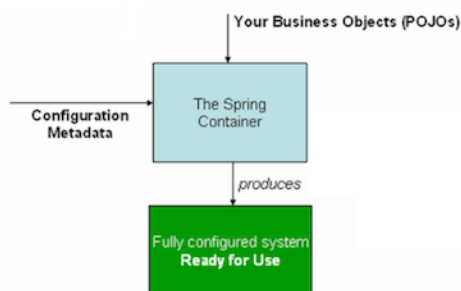 Your Business Objects (POJOs)
The Spring
Container
Configuration
Metadata
produces
Fully configured system
Ready for Use